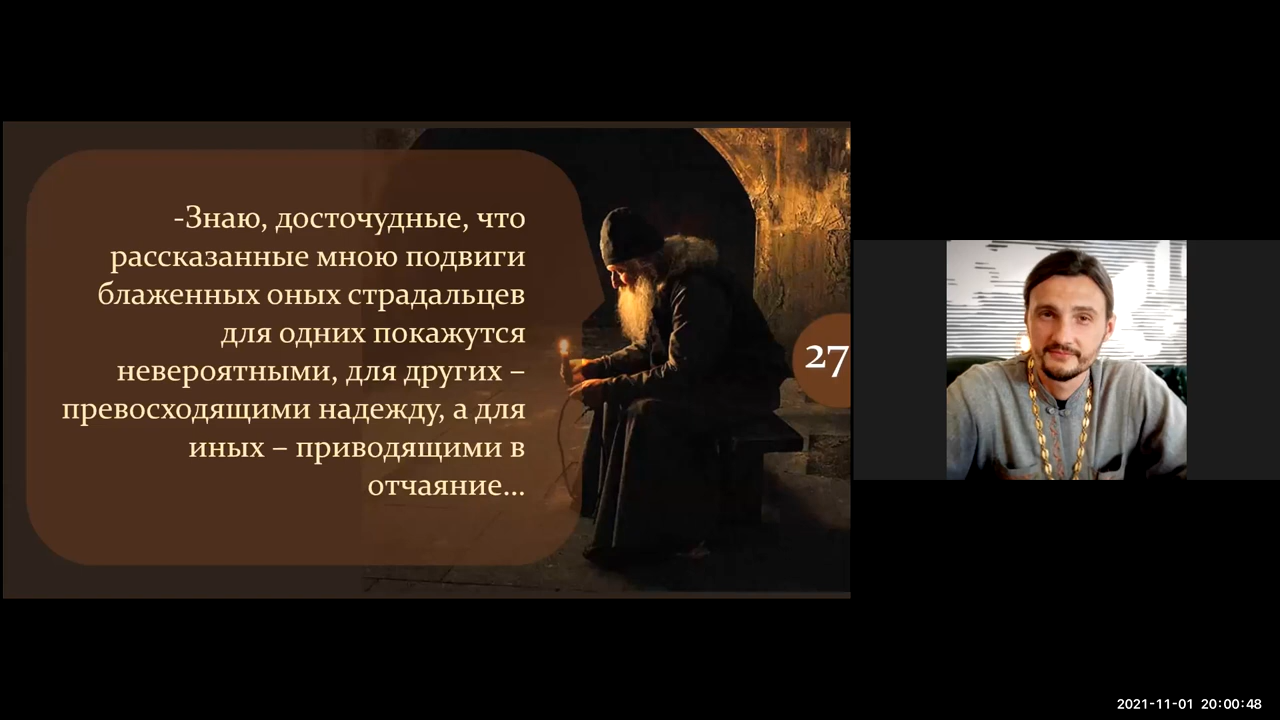 -Знаю, досточудные, что
рассказанные мною подвиги
блаженных оных страдальцев
для одних покажутся
невероятными, для других –
превосходящими надежду, а для
иных – приводящими в
отчаяние...
27
2021-11-01 20:00:48